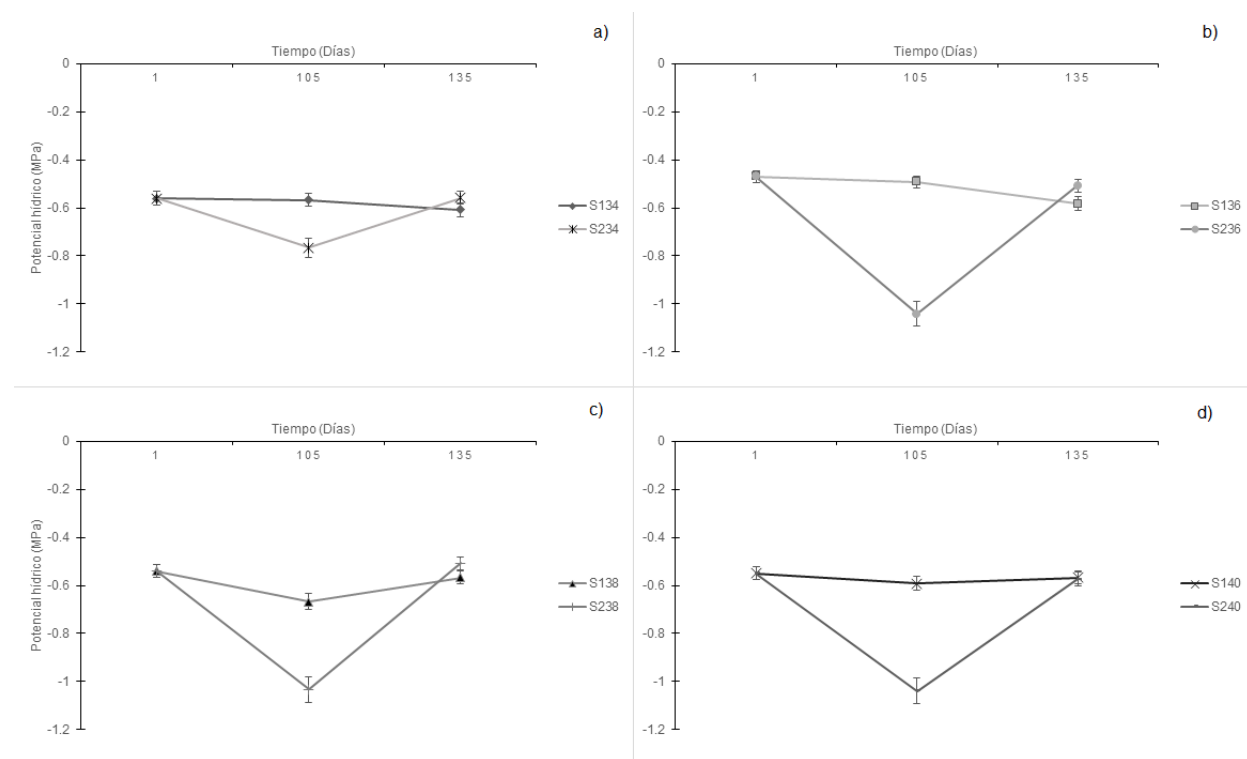 a)
Tiempo (Días)
0
1 105 135
-0.2
-0.4
-0.6
-0.8
-1
-1.2
Potencial hídrico (MPa)
S134
S234
b)
Tiempo (Días)
0
1 105 135
-0.2
-0.4
-0.6
-0.8
-1
-1.2
S136
S236
c)
Tiempo (Días)
0
1 105 135
-0.2
-0.4
-0.6
-0.8
-1
-1.2
Potencial hídrico (MPa)
S138
S238
d)
Tiempo (Días)
0
1 105 135
-0.2
-0.4
-0.6
-0.8
-1
-1.2
S140
S240